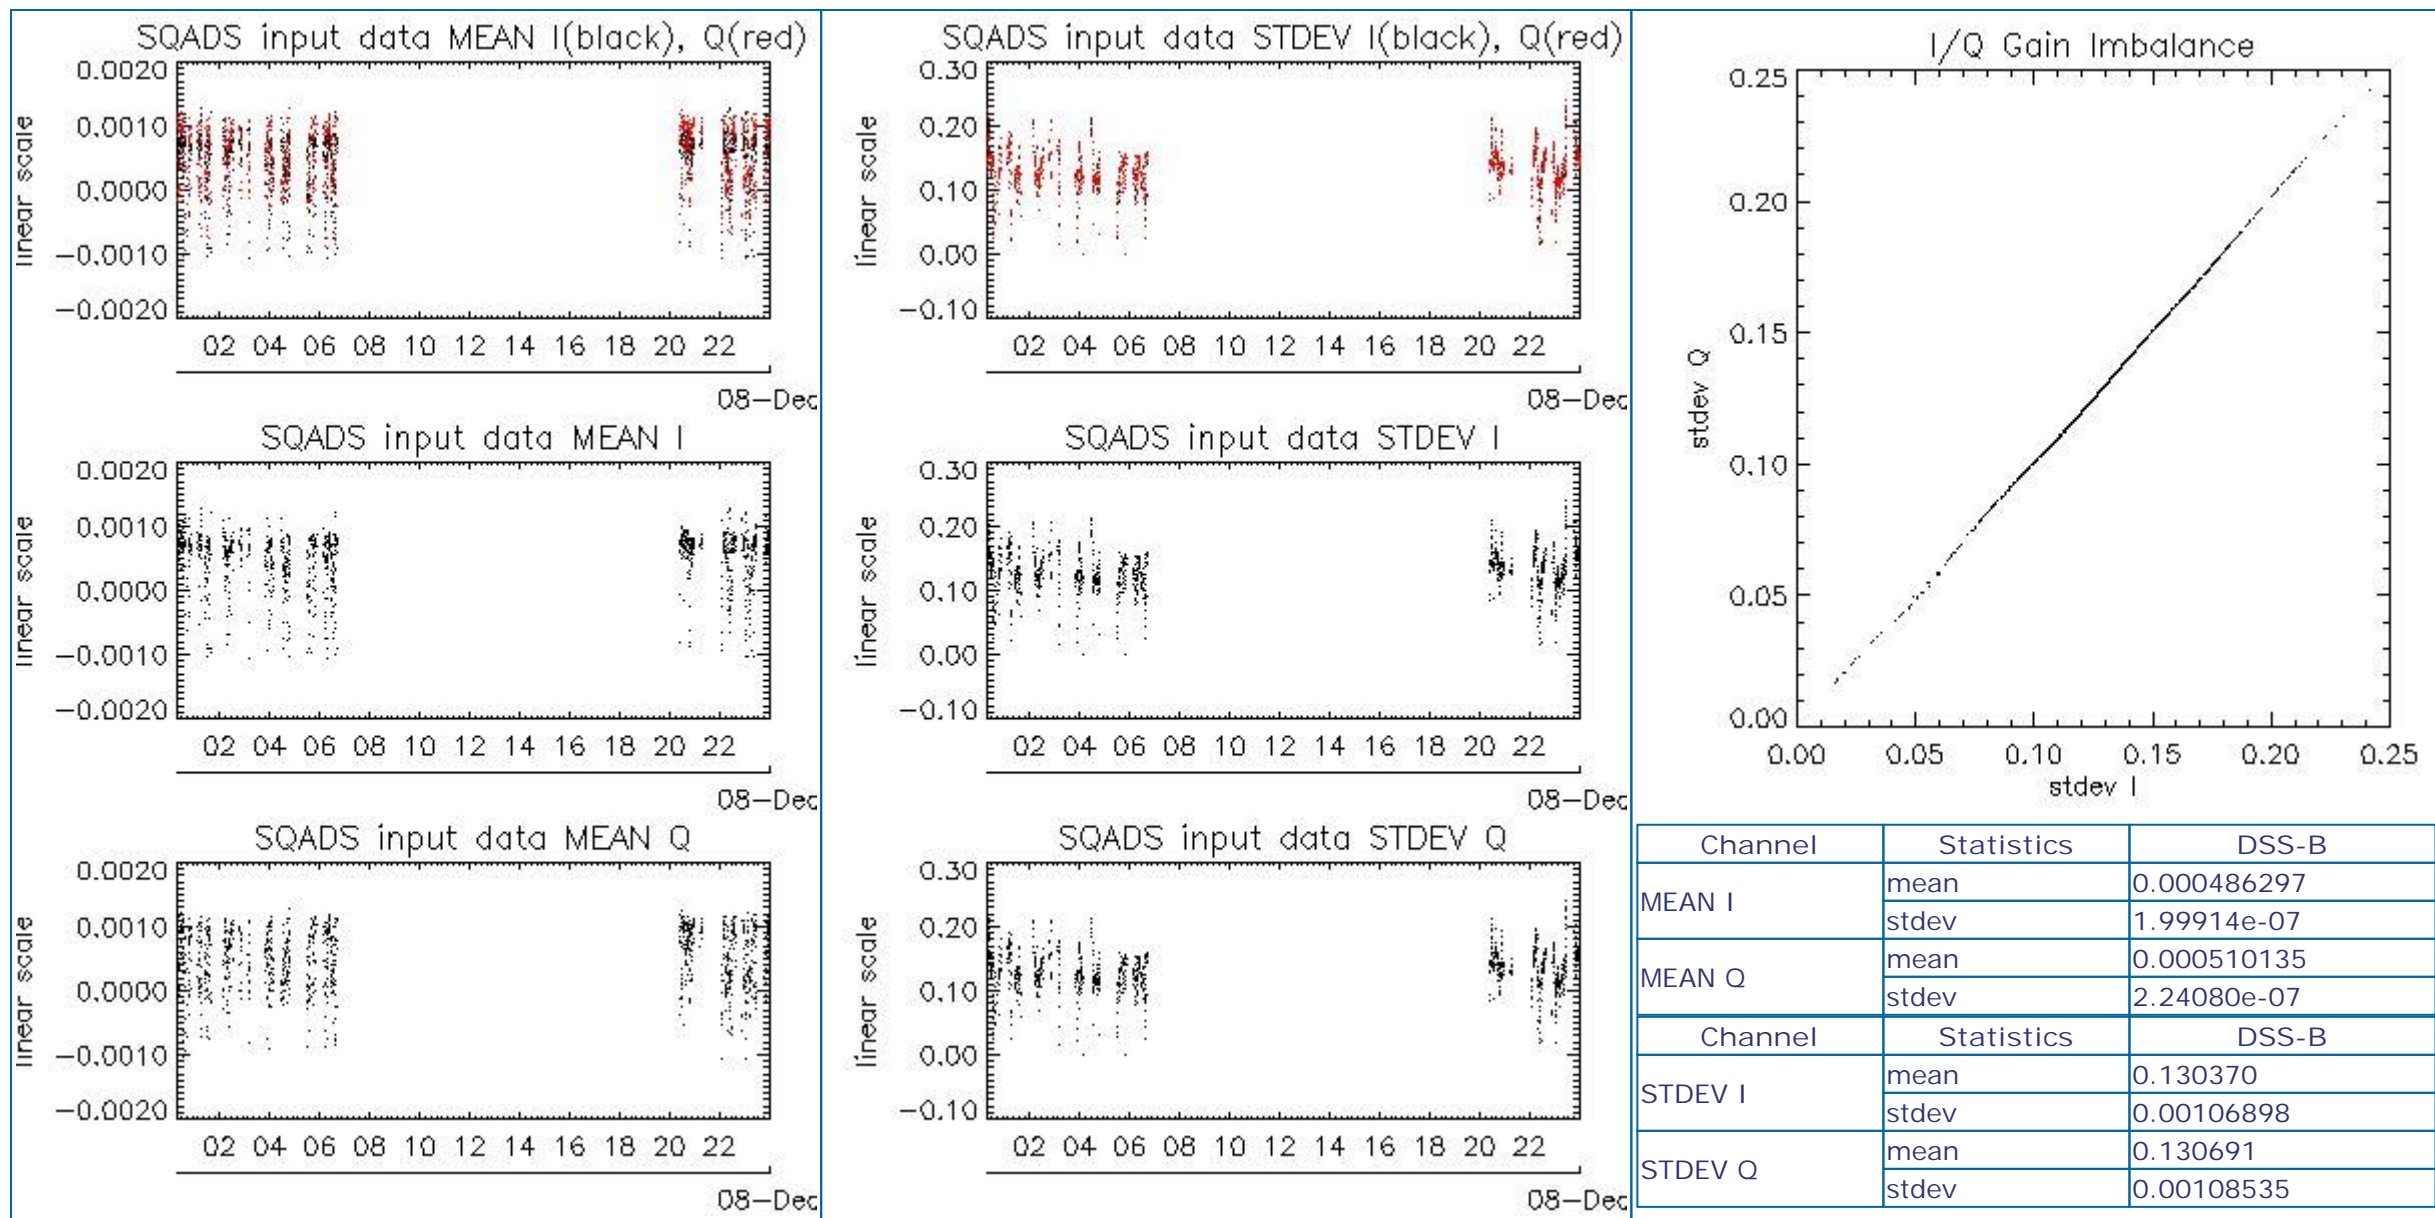 SQADS input data MEAN I(black), Q(red)
0.0020
0.0010
0.0000
−0.0010
−0.0020
linear scale
02 04 06 08 10 12 14 16 18 20 22
08-Dec
SQADS input data MEAN I
0.0020
0.0010
0.0000
−0.0010
−0.0020
linear scale
02 04 06 08 10 12 14 16 18 20 22
08-Dec
SQADS input data MEAN Q
0.0020
0.0010
0.0000
−0.0010
−0.0020
linear scale
02 04 06 08 10 12 14 16 18 20 22
08-Dec
SQADS input data STDEV I(black), Q(red)
0.30
0.20
0.10
0.00
−0.10
linear scale
02 04 06 08 10 12 14 16 18 20 22
08-Dec
SQADS input data STDEV I
0.30
0.20
0.10
0.00
−0.10
linear scale
02 04 06 08 10 12 14 16 18 20 22
08-Dec
SQADS input data STDEV Q
0.30
0.20
0.10
0.00
−0.10
linear scale
02 04 06 08 10 12 14 16 18 20 22
08-Dec
I/Q Gain Imbalance
0.25
0.20
0.15
0.10
0.05
0.00
stdev Q
0.00 0.05 0.10 0.15 0.20 0.25
stdev I
Channel Statistics DSS-B
MEAN I mean 0.000486297
stdev 1.99914e-07
MEAN Q mean 0.000510135
stdev 2.24080e-07
Channel Statistics DSS-B
STDEV I mean 0.130370
stdev 0.00106898
STDEV Q mean 0.130691
stdev 0.00108535